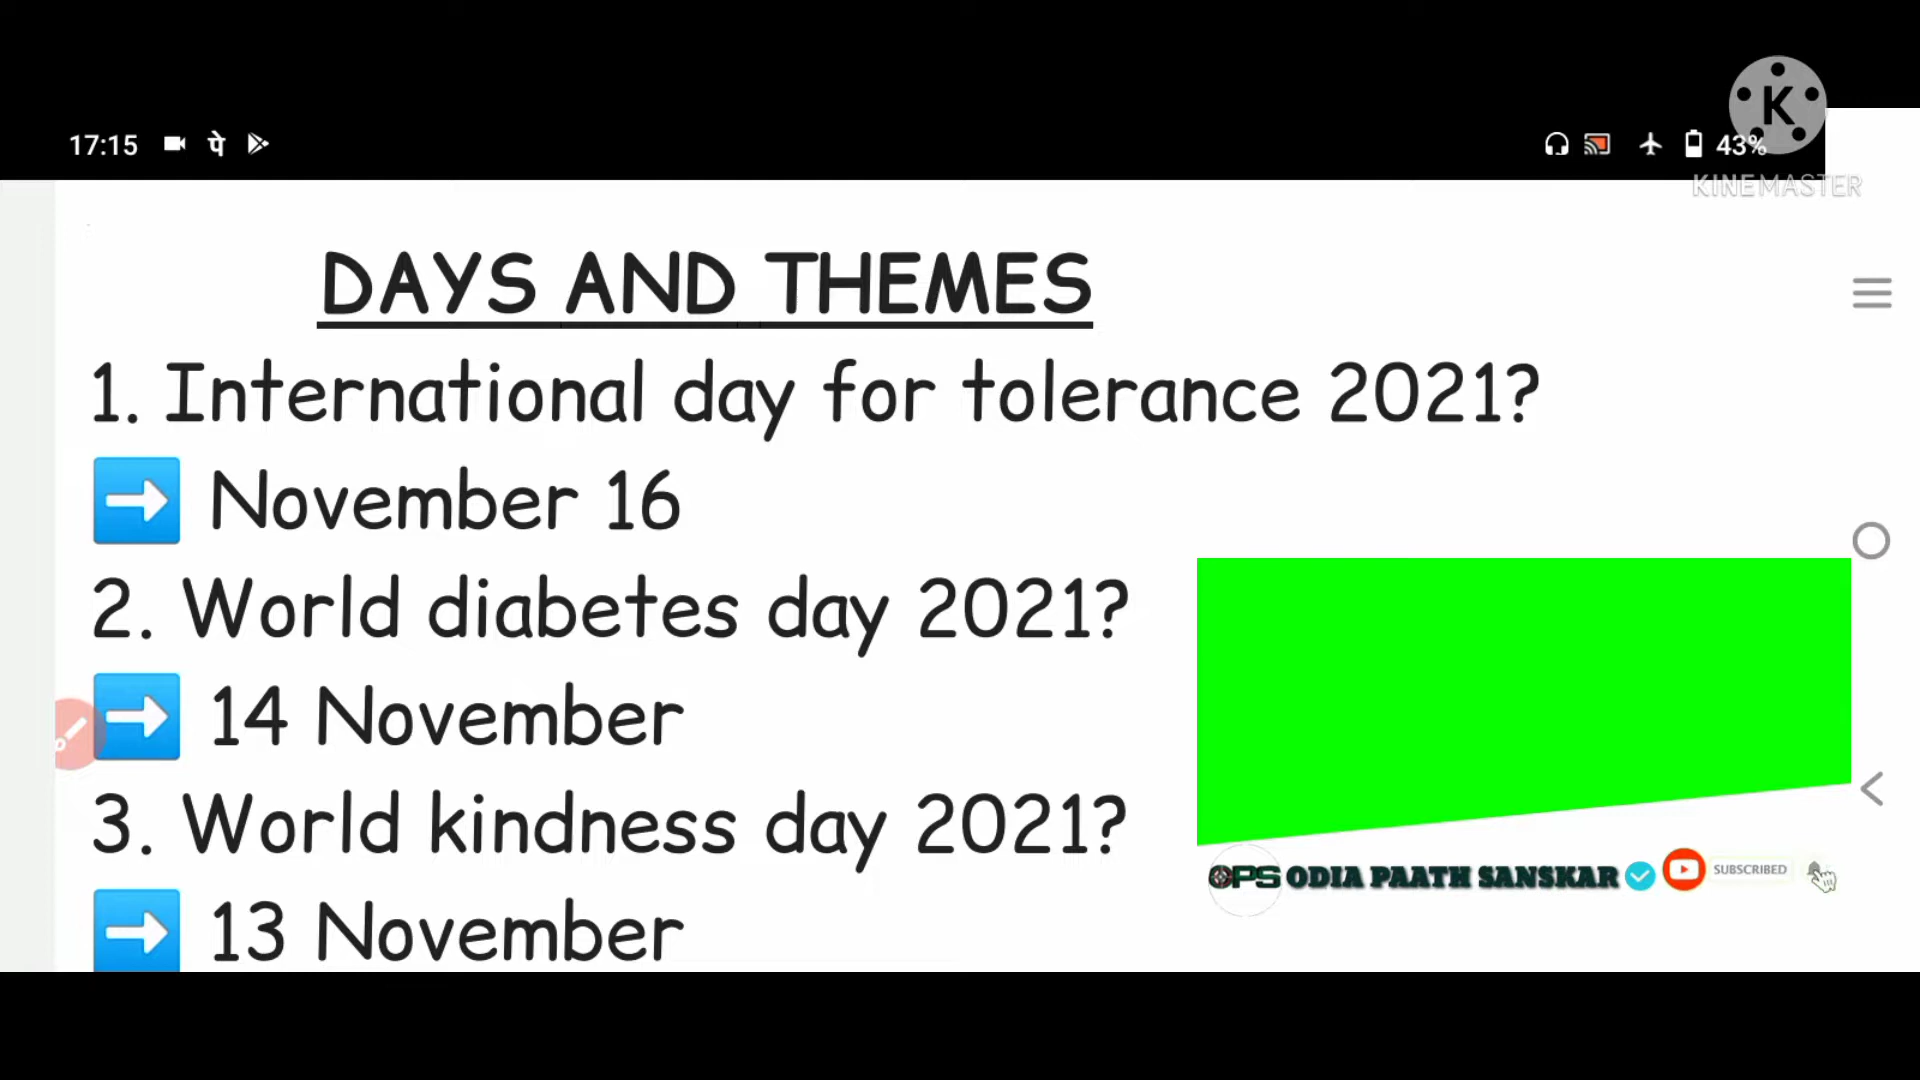 17:15 पे 43%
KINEMASTER
DAYS AND THEMES
1. International day for tolerance 2021?
➡ November 16
2. World diabetes day 2021?
➡ 14 November
3. World kindness day 2021?
➡ 13 November
OPS ODIA PAATH SANSKAR SUBSCRIBED